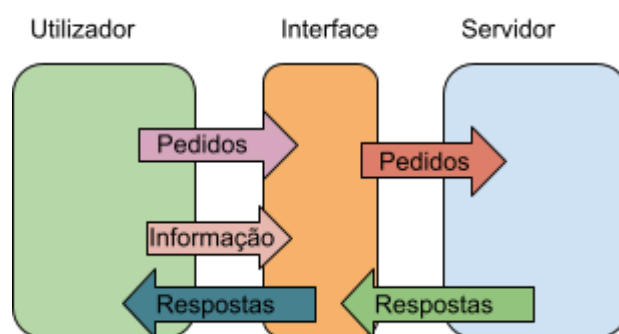 Utilizador
Interface
Servidor
Pedidos
Pedidos
Informação
Respostas
Respostas